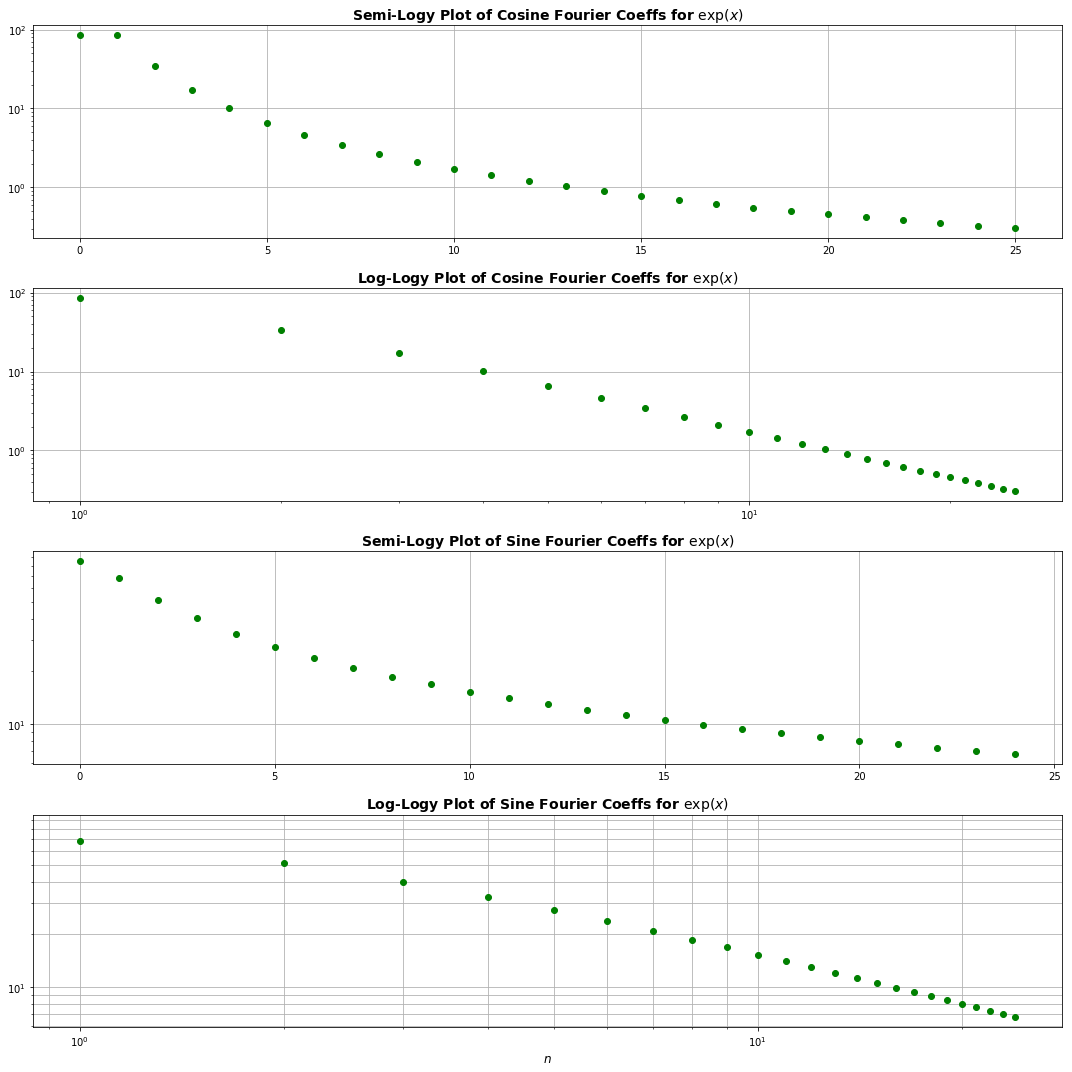 Semi-Logy Plot of Cosine Fourier Coeffs for exp(x)
10²
10¹
10⁰
0 5 10 15 20 25
Log-Logy Plot of Cosine Fourier Coeffs for exp(x)
10²
10¹
10⁰
10⁰ 10¹
Semi-Logy Plot of Sine Fourier Coeffs for exp(x)
10¹
0 5 10 15 20 25
Log-Logy Plot of Sine Fourier Coeffs for exp(x)
10¹
10⁰ 10¹
n